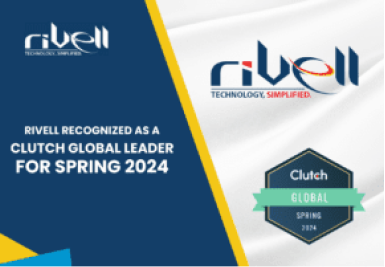 rivell
TECHNOLOGY, SIMPLIFIED.
RIVELL RECOGNIZED AS A
CLUTCH GLOBAL LEADER
FOR SPRING 2024
rivell
TECHNOLOGY, SIMPLIFIED.
Clutch
GLOBAL
SPRING
2024